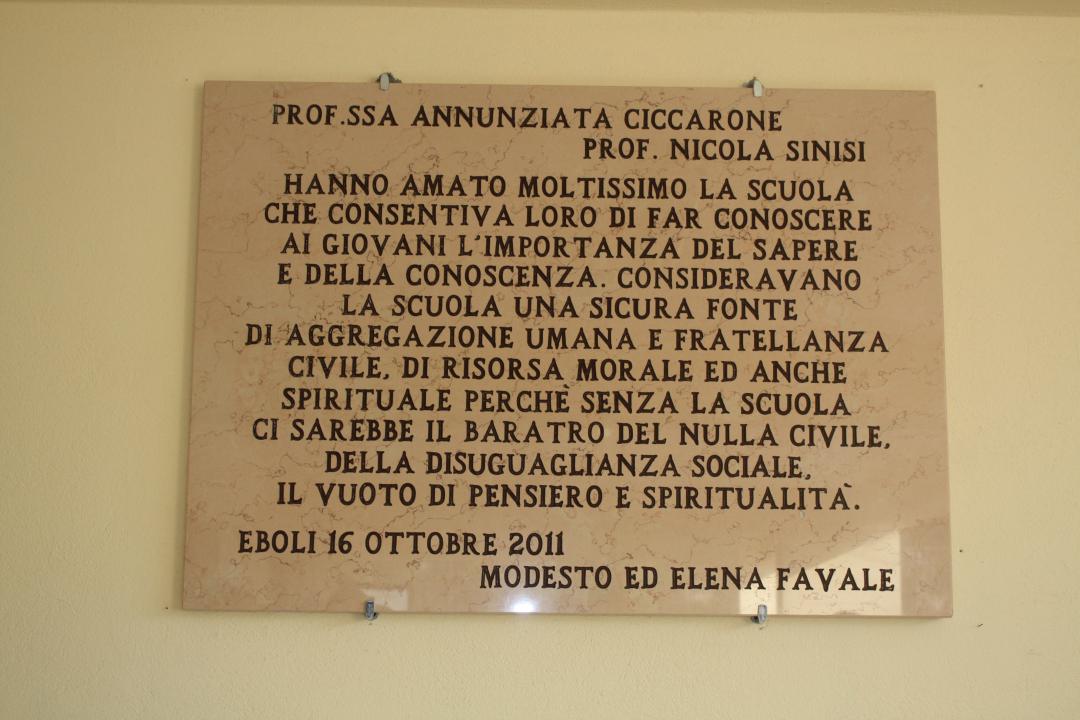 PROF.SSA ANNUNZIATA CICCARONE
PROF. NICOLA SINISI
HANNO AMATO MOLTISSIMO LA SCUOLA
CHE CONSENTIVA LORO DI FAR CONOSCERE
AI GIOVANI L'IMPORTANZA DEL SAPERE
E DELLA CONOSCENZA. CONSIDERAVANO
LA SCUOLA UNA SICURA FONTE
DI AGGREGAZIONE UMANA E FRATELLANZA
CIVILE, DI RISORSA MORALE ED ANCHE
SPIRITUALE PERCHÈ SENZA LA SCUOLA
CI SAREBBE IL BARATRO DEL NULLA CIVILE,
DELLA DISUGUAGLIANZA SOCIALE,
IL VUOTO DI PENSIERO E SPIRITUALITÀ.
EBOLI 16 OTTOBRE 2011
MODESTO ED ELENA FAVALE